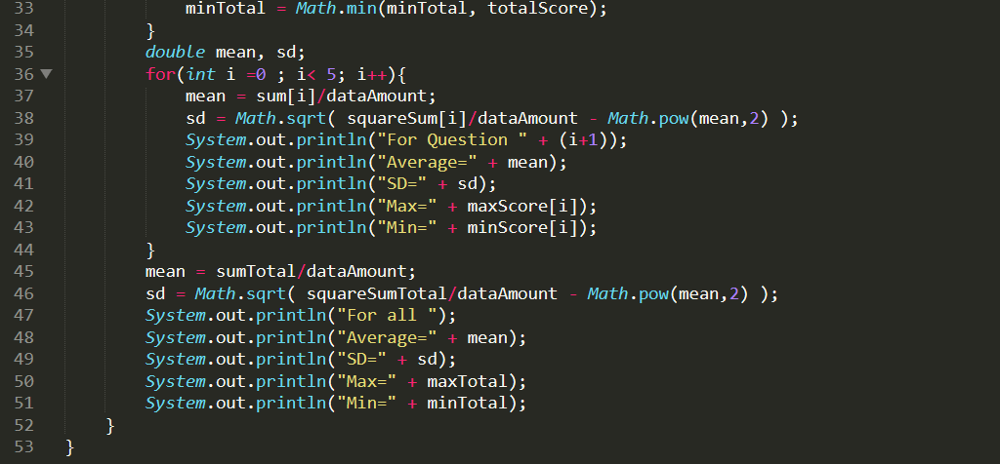 33 minTotal = Math.min(minTotal, totalScore);
34 }
35 double mean, sd;
36 for(int i =0 ; i< 5; i++){
37 mean = sum[i]/dataAmount;
38 sd = Math.sqrt( squareSum[i]/dataAmount - Math.pow(mean,2) );
39 System.out.println("For Question " + (i+1));
40 System.out.println("Average=" + mean);
41 System.out.println("SD=" + sd);
42 System.out.println("Max=" + maxScore[i]);
43 System.out.println("Min=" + minScore[i]);
44 }
45 mean = sumTotal/dataAmount;
46 sd = Math.sqrt( squareSumTotal/dataAmount - Math.pow(mean,2) );
47 System.out.println("For all ");
48 System.out.println("Average=" + mean);
49 System.out.println("SD=" + sd);
50 System.out.println("Max=" + maxTotal);
51 System.out.println("Min=" + minTotal);
52 }
53 }